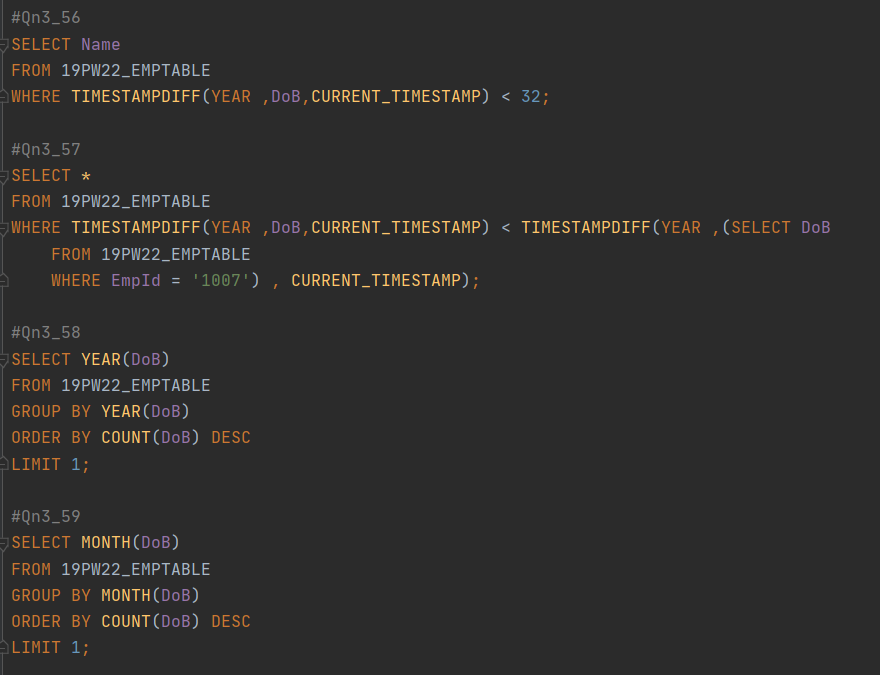 #Qn3_56
SELECT Name
FROM 19PW22_EMPTABLE
WHERE TIMESTAMPDIFF(YEAR ,DoB,CURRENT_TIMESTAMP) < 32;
#Qn3_57
SELECT *
FROM 19PW22_EMPTABLE
WHERE TIMESTAMPDIFF(YEAR ,DoB,CURRENT_TIMESTAMP) < TIMESTAMPDIFF(YEAR ,(SELECT DoB
    FROM 19PW22_EMPTABLE
    WHERE EmpId = '1007') , CURRENT_TIMESTAMP);
#Qn3_58
SELECT YEAR(DoB)
FROM 19PW22_EMPTABLE
GROUP BY YEAR(DoB)
ORDER BY COUNT(DoB) DESC
LIMIT 1;
#Qn3_59
SELECT MONTH(DoB)
FROM 19PW22_EMPTABLE
GROUP BY MONTH(DoB)
ORDER BY COUNT(DoB) DESC
LIMIT 1;